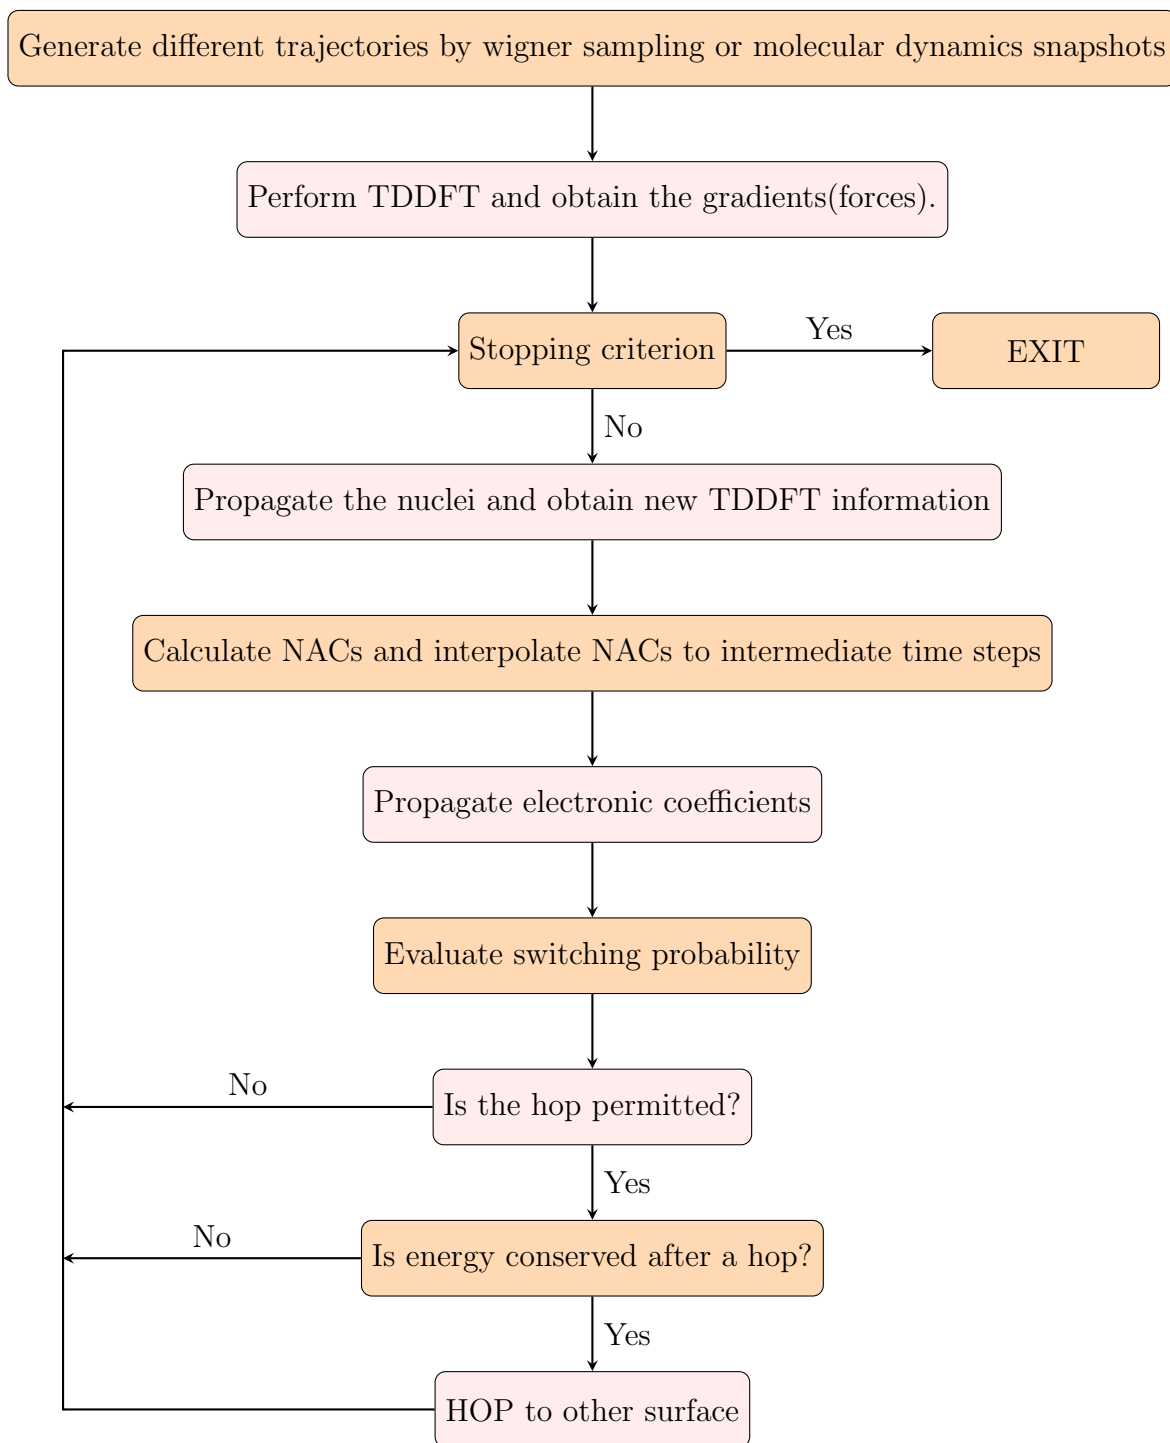 Generate different trajectories by wigner sampling or molecular dynamics snapshots
Perform TDDFT and obtain the gradients(forces).
Stopping criterion
Yes
EXIT
No
Propagate the nuclei and obtain new TDDFT information
Calculate NACs and interpolate NACs to intermediate time steps
Propagate electronic coefficients
Evaluate switching probability
No
Is the hop permitted?
Yes
No
Is energy conserved after a hop?
Yes
HOP to other surface